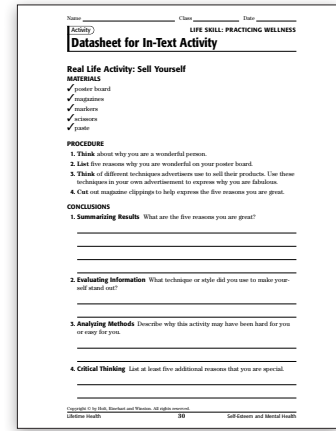 Name Class Date
Activity LIFE SKILL: PRACTICING WELLNESS
Datasheet for In-Text Activity
Real Life Activity: Sell Yourself
MATERIALS
✓ poster board
✓ magazines
✓ markers
✓ scissors
✓ paste
PROCEDURE
1. Think about why you are a wonderful person.
2. List five reasons why you are wonderful on your poster board.
3. Think of different techniques advertisers use to sell their products. Use these
techniques in your own advertisement to express why you are fabulous.
4. Cut out magazine clippings to help express the five reasons you are great.
CONCLUSIONS
1. Summarizing Results What are the five reasons you are great?
2. Evaluating Information What technique or style did you use to make your-
self stand out?
3. Analyzing Methods Describe why this activity may have been hard for you
or easy for you.
4. Critical Thinking List at least five additional reasons that you are special.
Copyright © by Holt, Rinehart and Winston. All rights reserved.
Lifetime Health 30 Self-Esteem and Mental Health